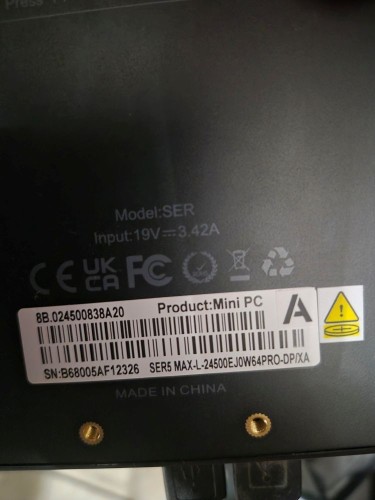 Press
Model:SER
Input:19V⎓3.42A
CE UK CA FC
8B.024500838A20 Product:Mini PC A
SN:B68005AF12326 SER5 MAX-L-24500EJ0W64PRO-DP/XA
MADE IN CHINA